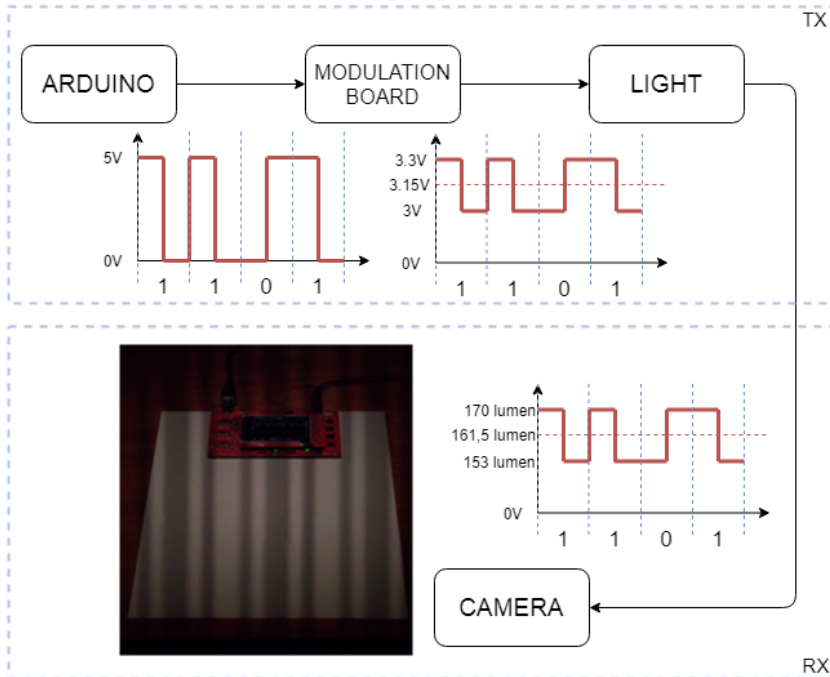 TX
ARDUINO
MODULATION
BOARD
LIGHT
5V
0V
1 1 0 1
3.3V
3.15V
3V
0V
1 1 0 1
170 lumen
161,5 lumen
153 lumen
0V
1 1 0 1
CAMERA
RX